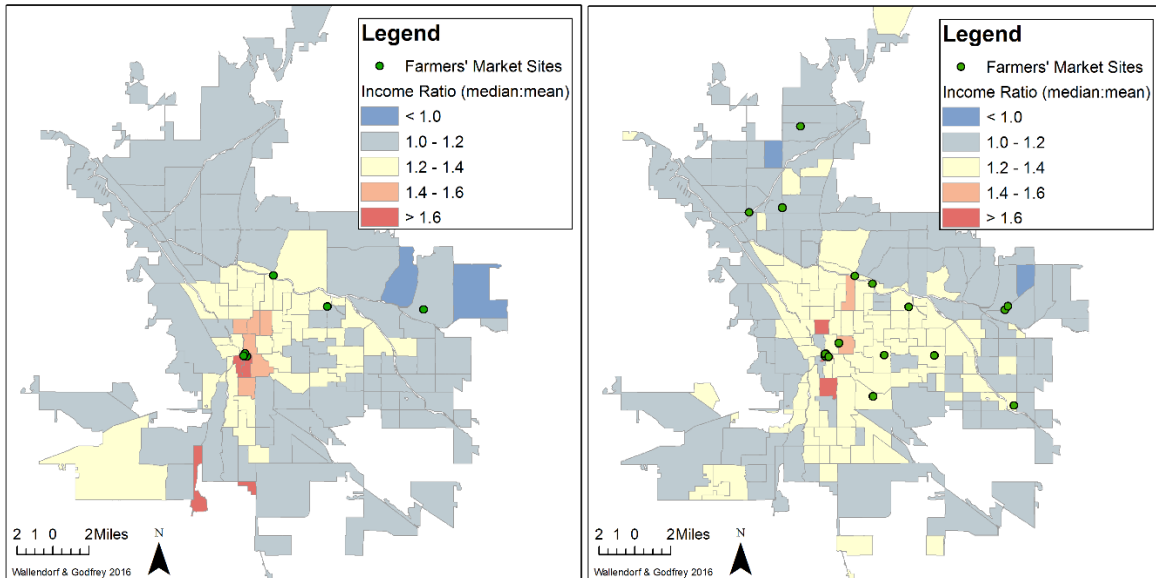 Legend
Farmers' Market Sites
Income Ratio (median:mean)
< 1.0
1.0 - 1.2
1.2 - 1.4
1.4 - 1.6
> 1.6
2 1 0 2Miles
N
Wallendorf & Godfrey 2016
Legend
Farmers' Market Sites
Income Ratio (median:mean)
< 1.0
1.0 - 1.2
1.2 - 1.4
1.4 - 1.6
> 1.6
2 1 0 2Miles
N
Wallendorf & Godfrey 2016